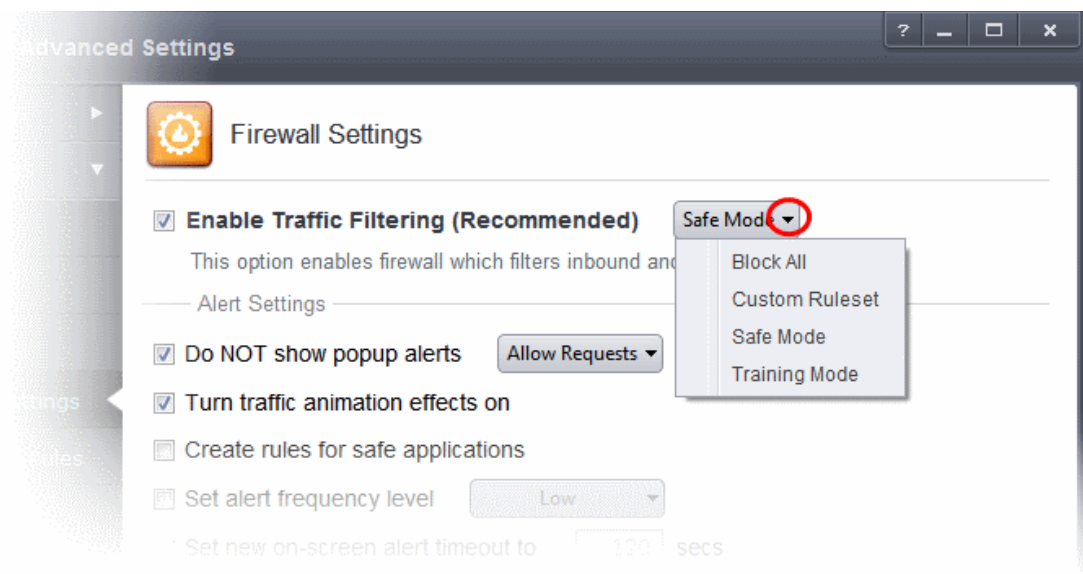 Advanced Settings
?
Firewall Settings
Enable Traffic Filtering (Recommended) Safe Mode
This option enables firewall which filters inbound and
Block All
Custom Ruleset
Safe Mode
Training Mode
Alert Settings
Do NOT show popup alerts Allow Requests
Turn traffic animation effects on
Create rules for safe applications
Set alert frequency level Low
Set new on-screen alert timeout to 120 secs